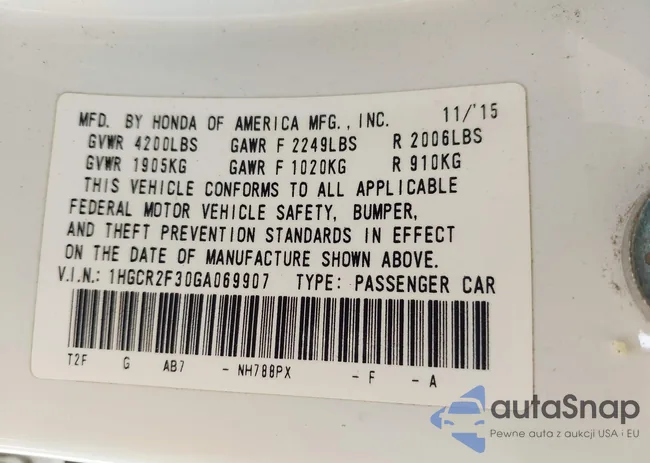 MFD. BY HONDA OF AMERICA MFG., INC. 11/'15
GVWR 4200LBS GAWR F 2249LBS R 2006LBS
GVWR 1905KG GAWR F 1020KG R 910KG
THIS VEHICLE CONFORMS TO ALL APPLICABLE
FEDERAL MOTOR VEHICLE SAFETY, BUMPER,
AND THEFT PREVENTION STANDARDS IN EFFECT
ON THE DATE OF MANUFACTURE SHOWN ABOVE.
V.I.N.: 1HGCR2F30GA069907 TYPE: PASSENGER CAR
T2F G AB7 - NH788PX - F - A
autaSnap
Pewne auta z aukcji USA i EU